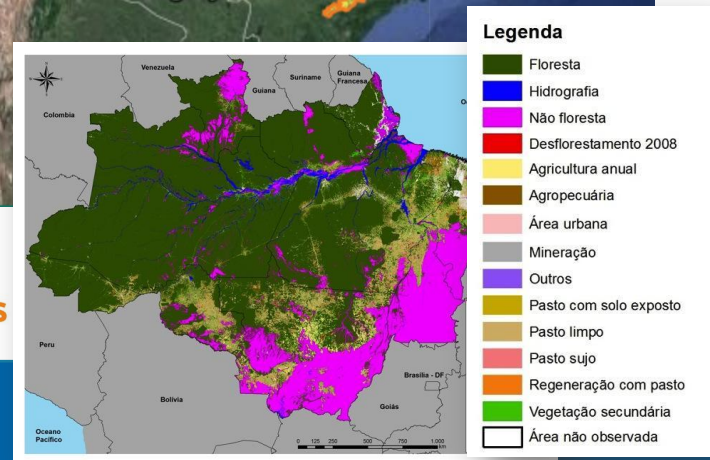 Venezuela
Suriname
Guiana
Francesa
Guiana
Colombia
Peru
Bolívia
Brasília - DF
Goiás
Oceano
Pacífico
0 125 250 500 750 1.000
km
s
Legenda
Floresta
Hidrografia
Não floresta
Desflorestamento 2008
Agricultura anual
Agropecuária
Área urbana
Mineração
Outros
Pasto com solo exposto
Pasto limpo
Pasto sujo
Regeneração com pasto
Vegetação secundária
Área não observada